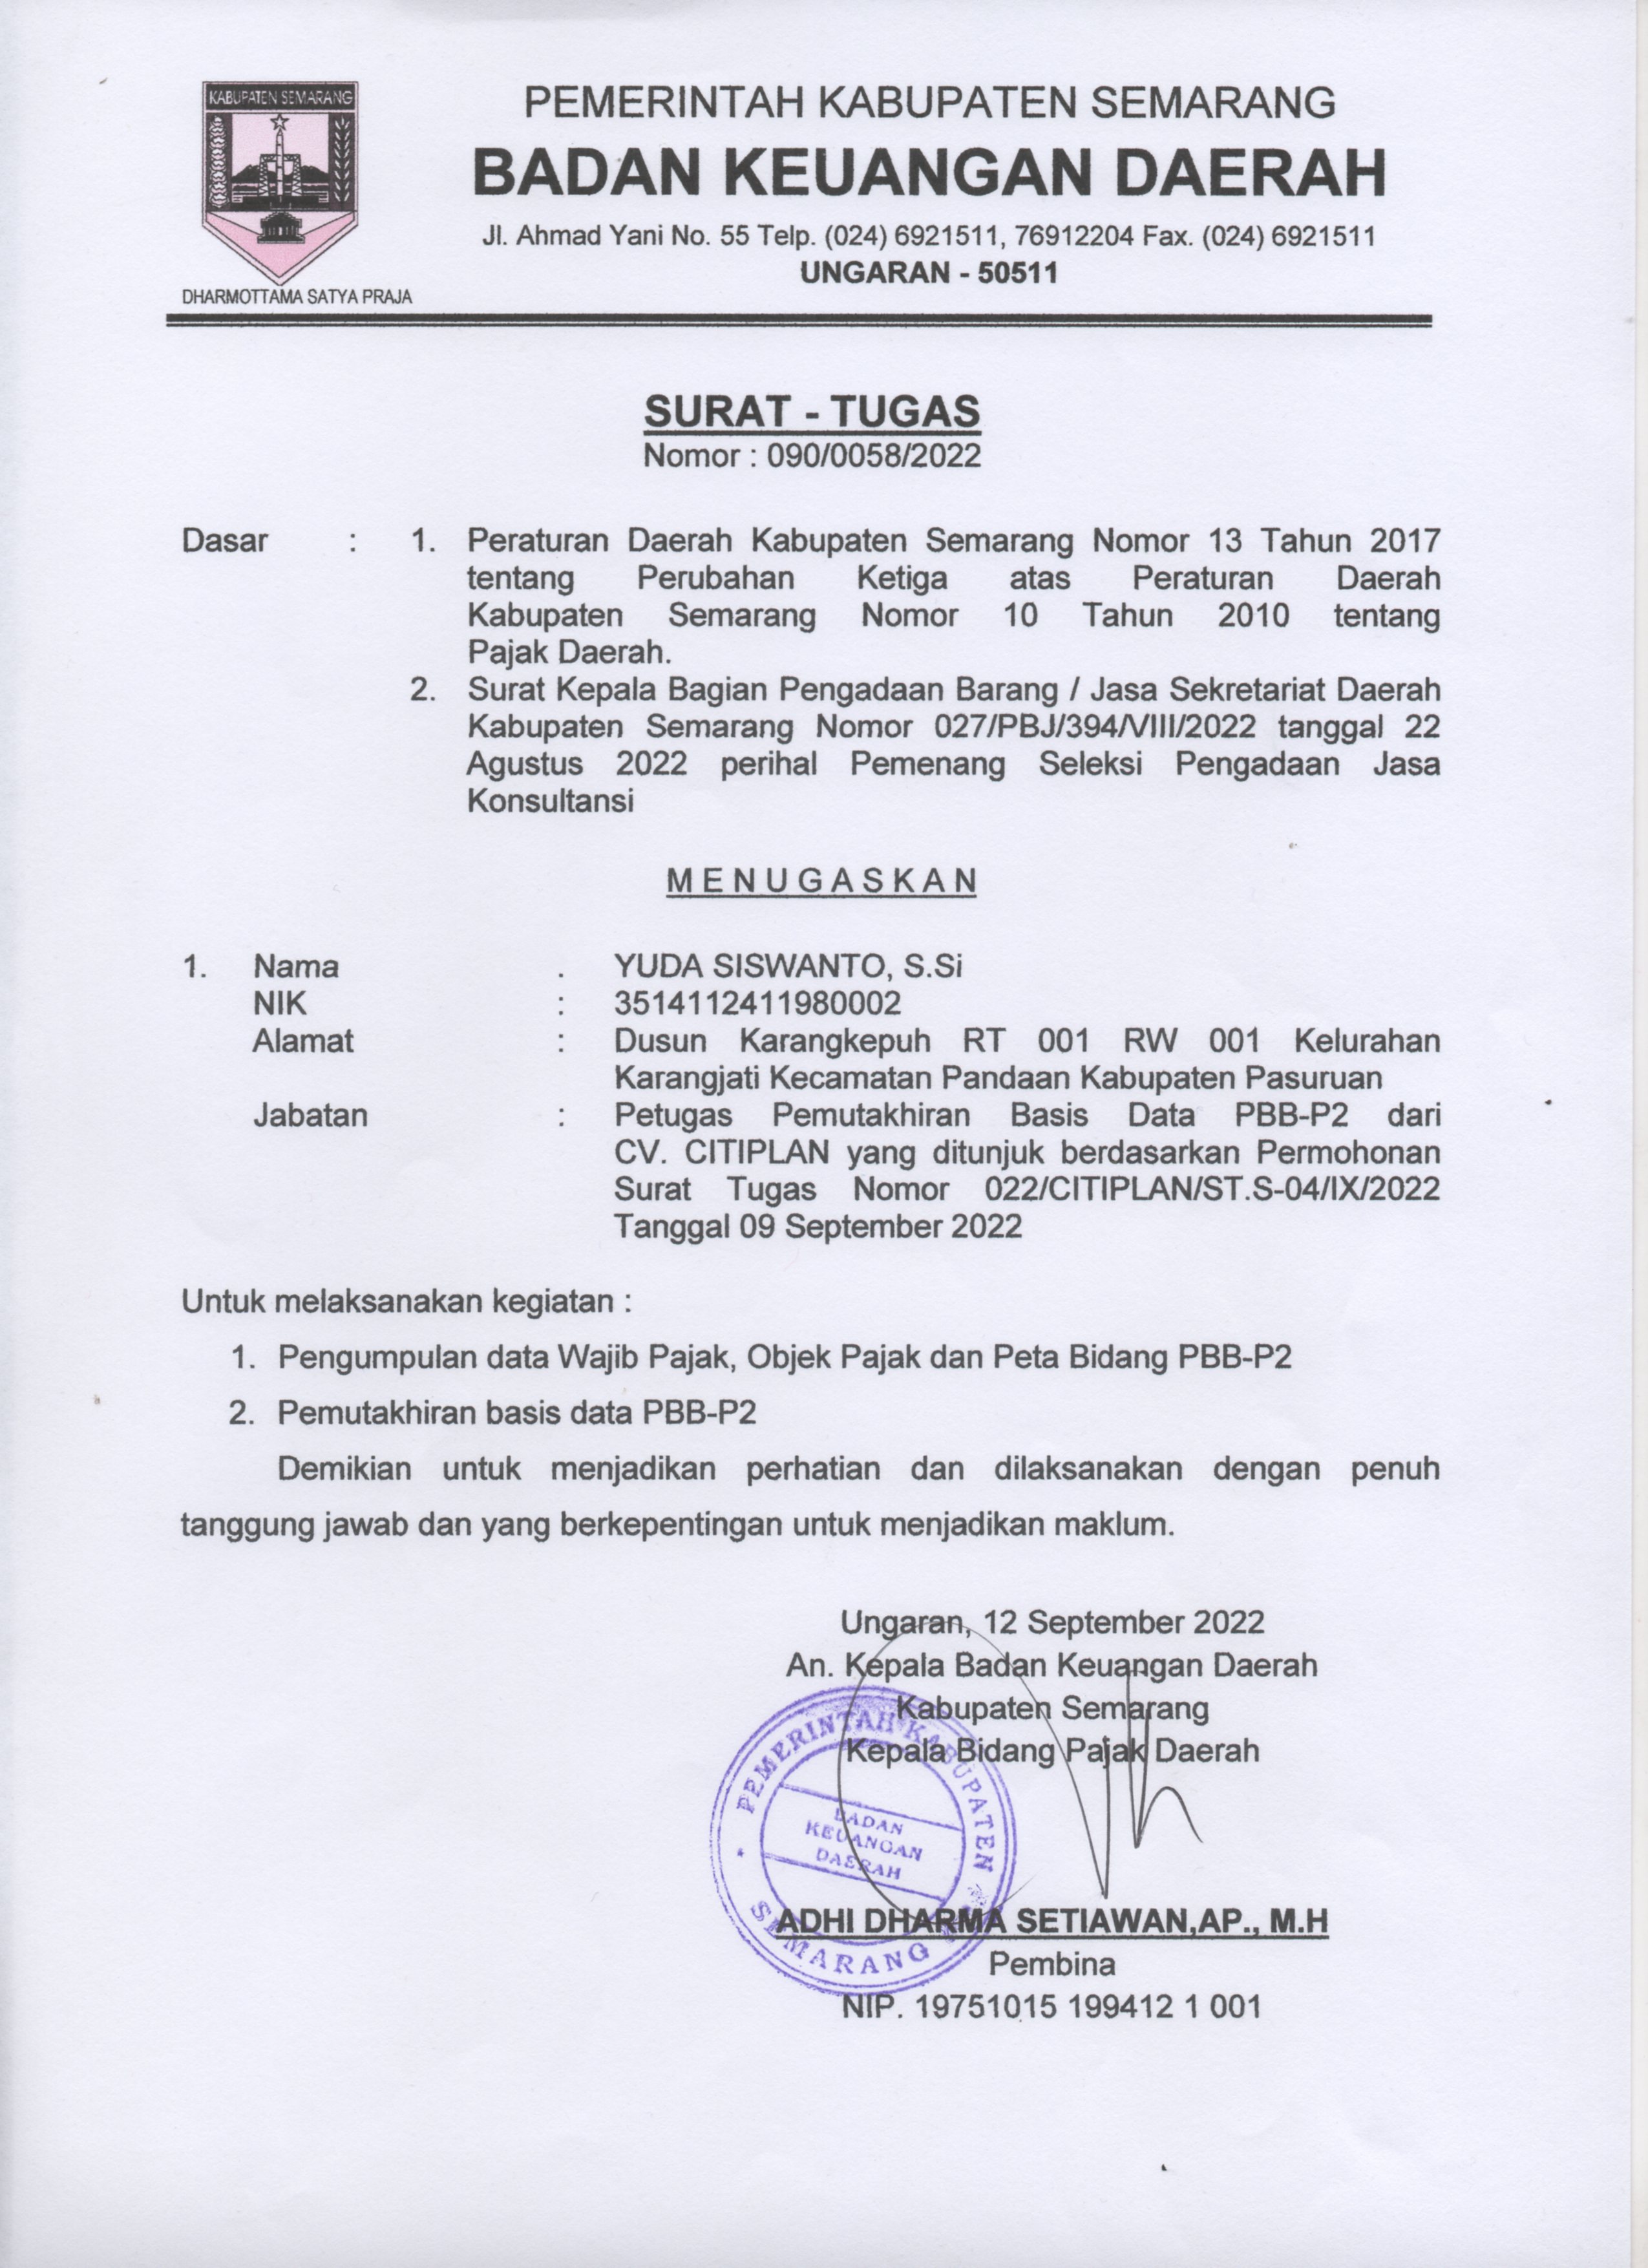 KABUPATEN SEMARANG
DHARMOTTAMA SATYA PRAJA
PEMERINTAH KABUPATEN SEMARANG
BADAN KEUANGAN DAERAH
Jl. Ahmad Yani No. 55 Telp. (024) 6921511, 76912204 Fax. (024) 6921511
UNGARAN - 50511
SURAT - TUGAS
Nomor : 090/0058/2022
Dasar : 1. Peraturan Daerah Kabupaten Semarang Nomor 13 Tahun 2017
tentang Perubahan Ketiga atas Peraturan Daerah
Kabupaten Semarang Nomor 10 Tahun 2010 tentang
Pajak Daerah.
2. Surat Kepala Bagian Pengadaan Barang / Jasa Sekretariat Daerah
Kabupaten Semarang Nomor 027/PBJ/394/VIII/2022 tanggal 22
Agustus 2022 perihal Pemenang Seleksi Pengadaan Jasa
Konsultansi
M E N U G A S K A N
1. Nama . YUDA SISWANTO, S.Si
NIK : 3514112411980002
Alamat : Dusun Karangkepuh RT 001 RW 001 Kelurahan
Karangjati Kecamatan Pandaan Kabupaten Pasuruan
Jabatan : Petugas Pemutakhiran Basis Data PBB-P2 dari
CV. CITIPLAN yang ditunjuk berdasarkan Permohonan
Surat Tugas Nomor 022/CITIPLAN/ST.S-04/IX/2022
Tanggal 09 September 2022
Untuk melaksanakan kegiatan :
1. Pengumpulan data Wajib Pajak, Objek Pajak dan Peta Bidang PBB-P2
2. Pemutakhiran basis data PBB-P2
Demikian untuk menjadikan perhatian dan dilaksanakan dengan penuh
tanggung jawab dan yang berkepentingan untuk menjadikan maklum.
Ungaran, 12 September 2022
An. Kepala Badan Keuangan Daerah
Kabupaten Semarang
Kepala Bidang Pajak Daerah
PEMERINTAH KABUPATEN
BADAN
KEUANGAN
DAERAH
SEMARANG
ADHI DHARMA SETIAWAN,AP., M.H
Pembina
NIP. 19751015 199412 1 001